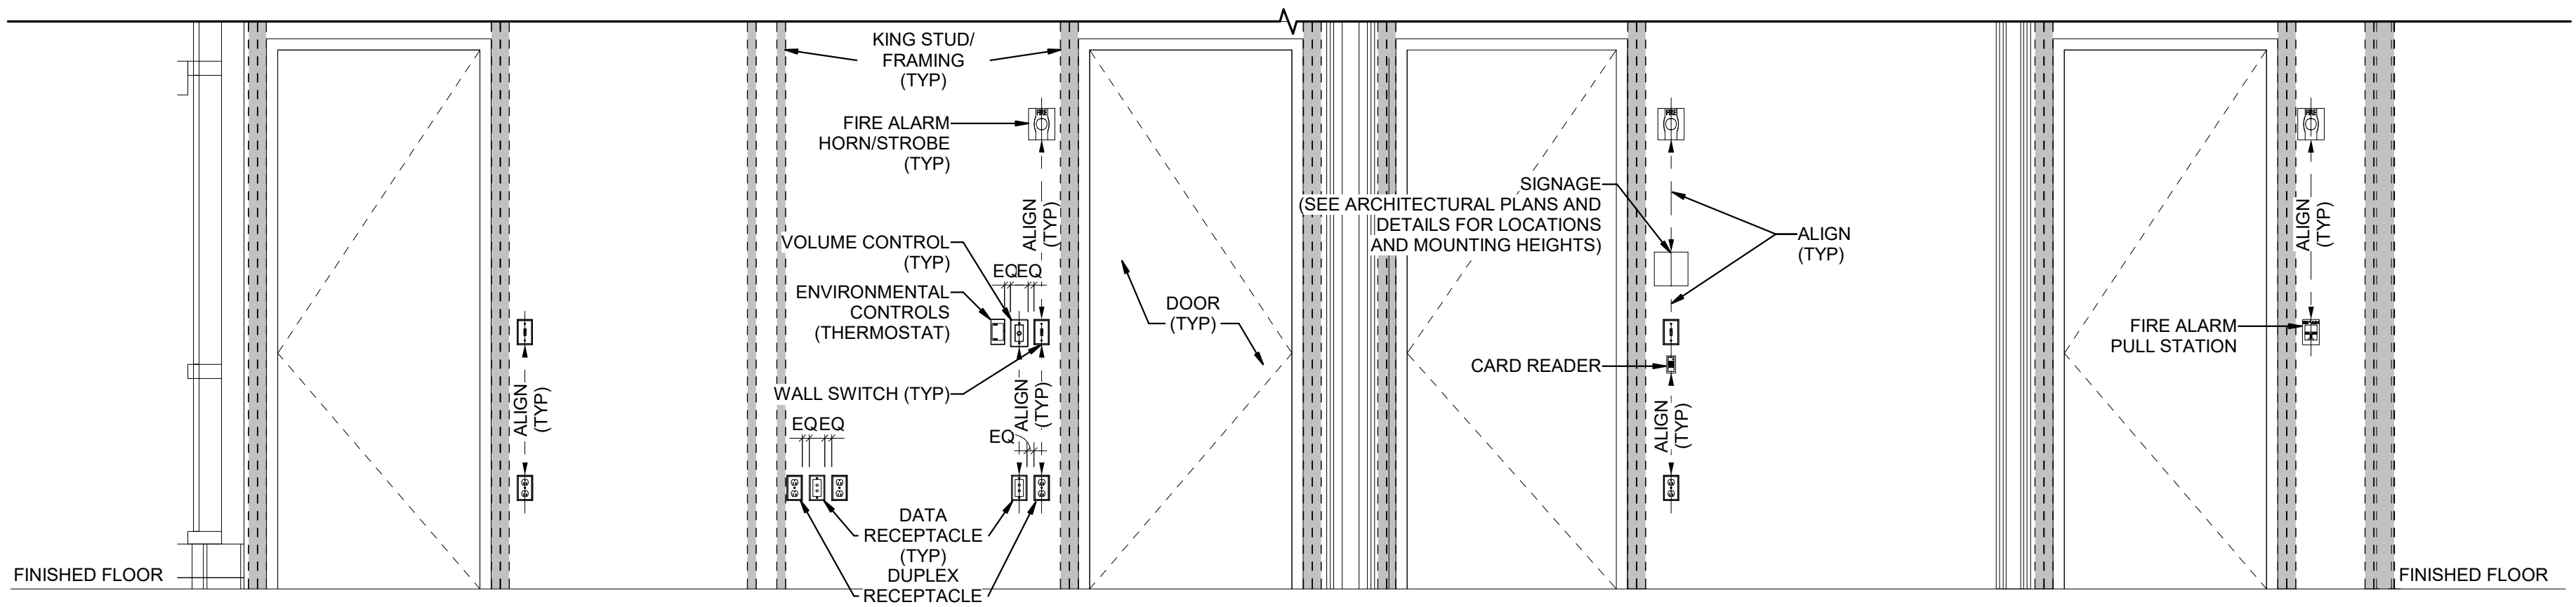 KING STUD/
FRAMING
(TYP)
FIRE ALARM
HORN/STROBE
(TYP)
ALIGN
(TYP)
VOLUME CONTROL
(TYP)
EQ EQ
ENVIRONMENTAL
CONTROLS
(THERMOSTAT)
WALL SWITCH (TYP)
ALIGN
(TYP)
ALIGN
(TYP)
EQ EQ
EQ
DATA
RECEPTACLE
(TYP)
DUPLEX
RECEPTACLE
DOOR
(TYP)
SIGNAGE
(SEE ARCHITECTURAL PLANS AND
DETAILS FOR LOCATIONS
AND MOUNTING HEIGHTS)
ALIGN
(TYP)
CARD READER
ALIGN
(TYP)
ALIGN
(TYP)
FIRE ALARM
PULL STATION
FINISHED FLOOR
FINISHED FLOOR